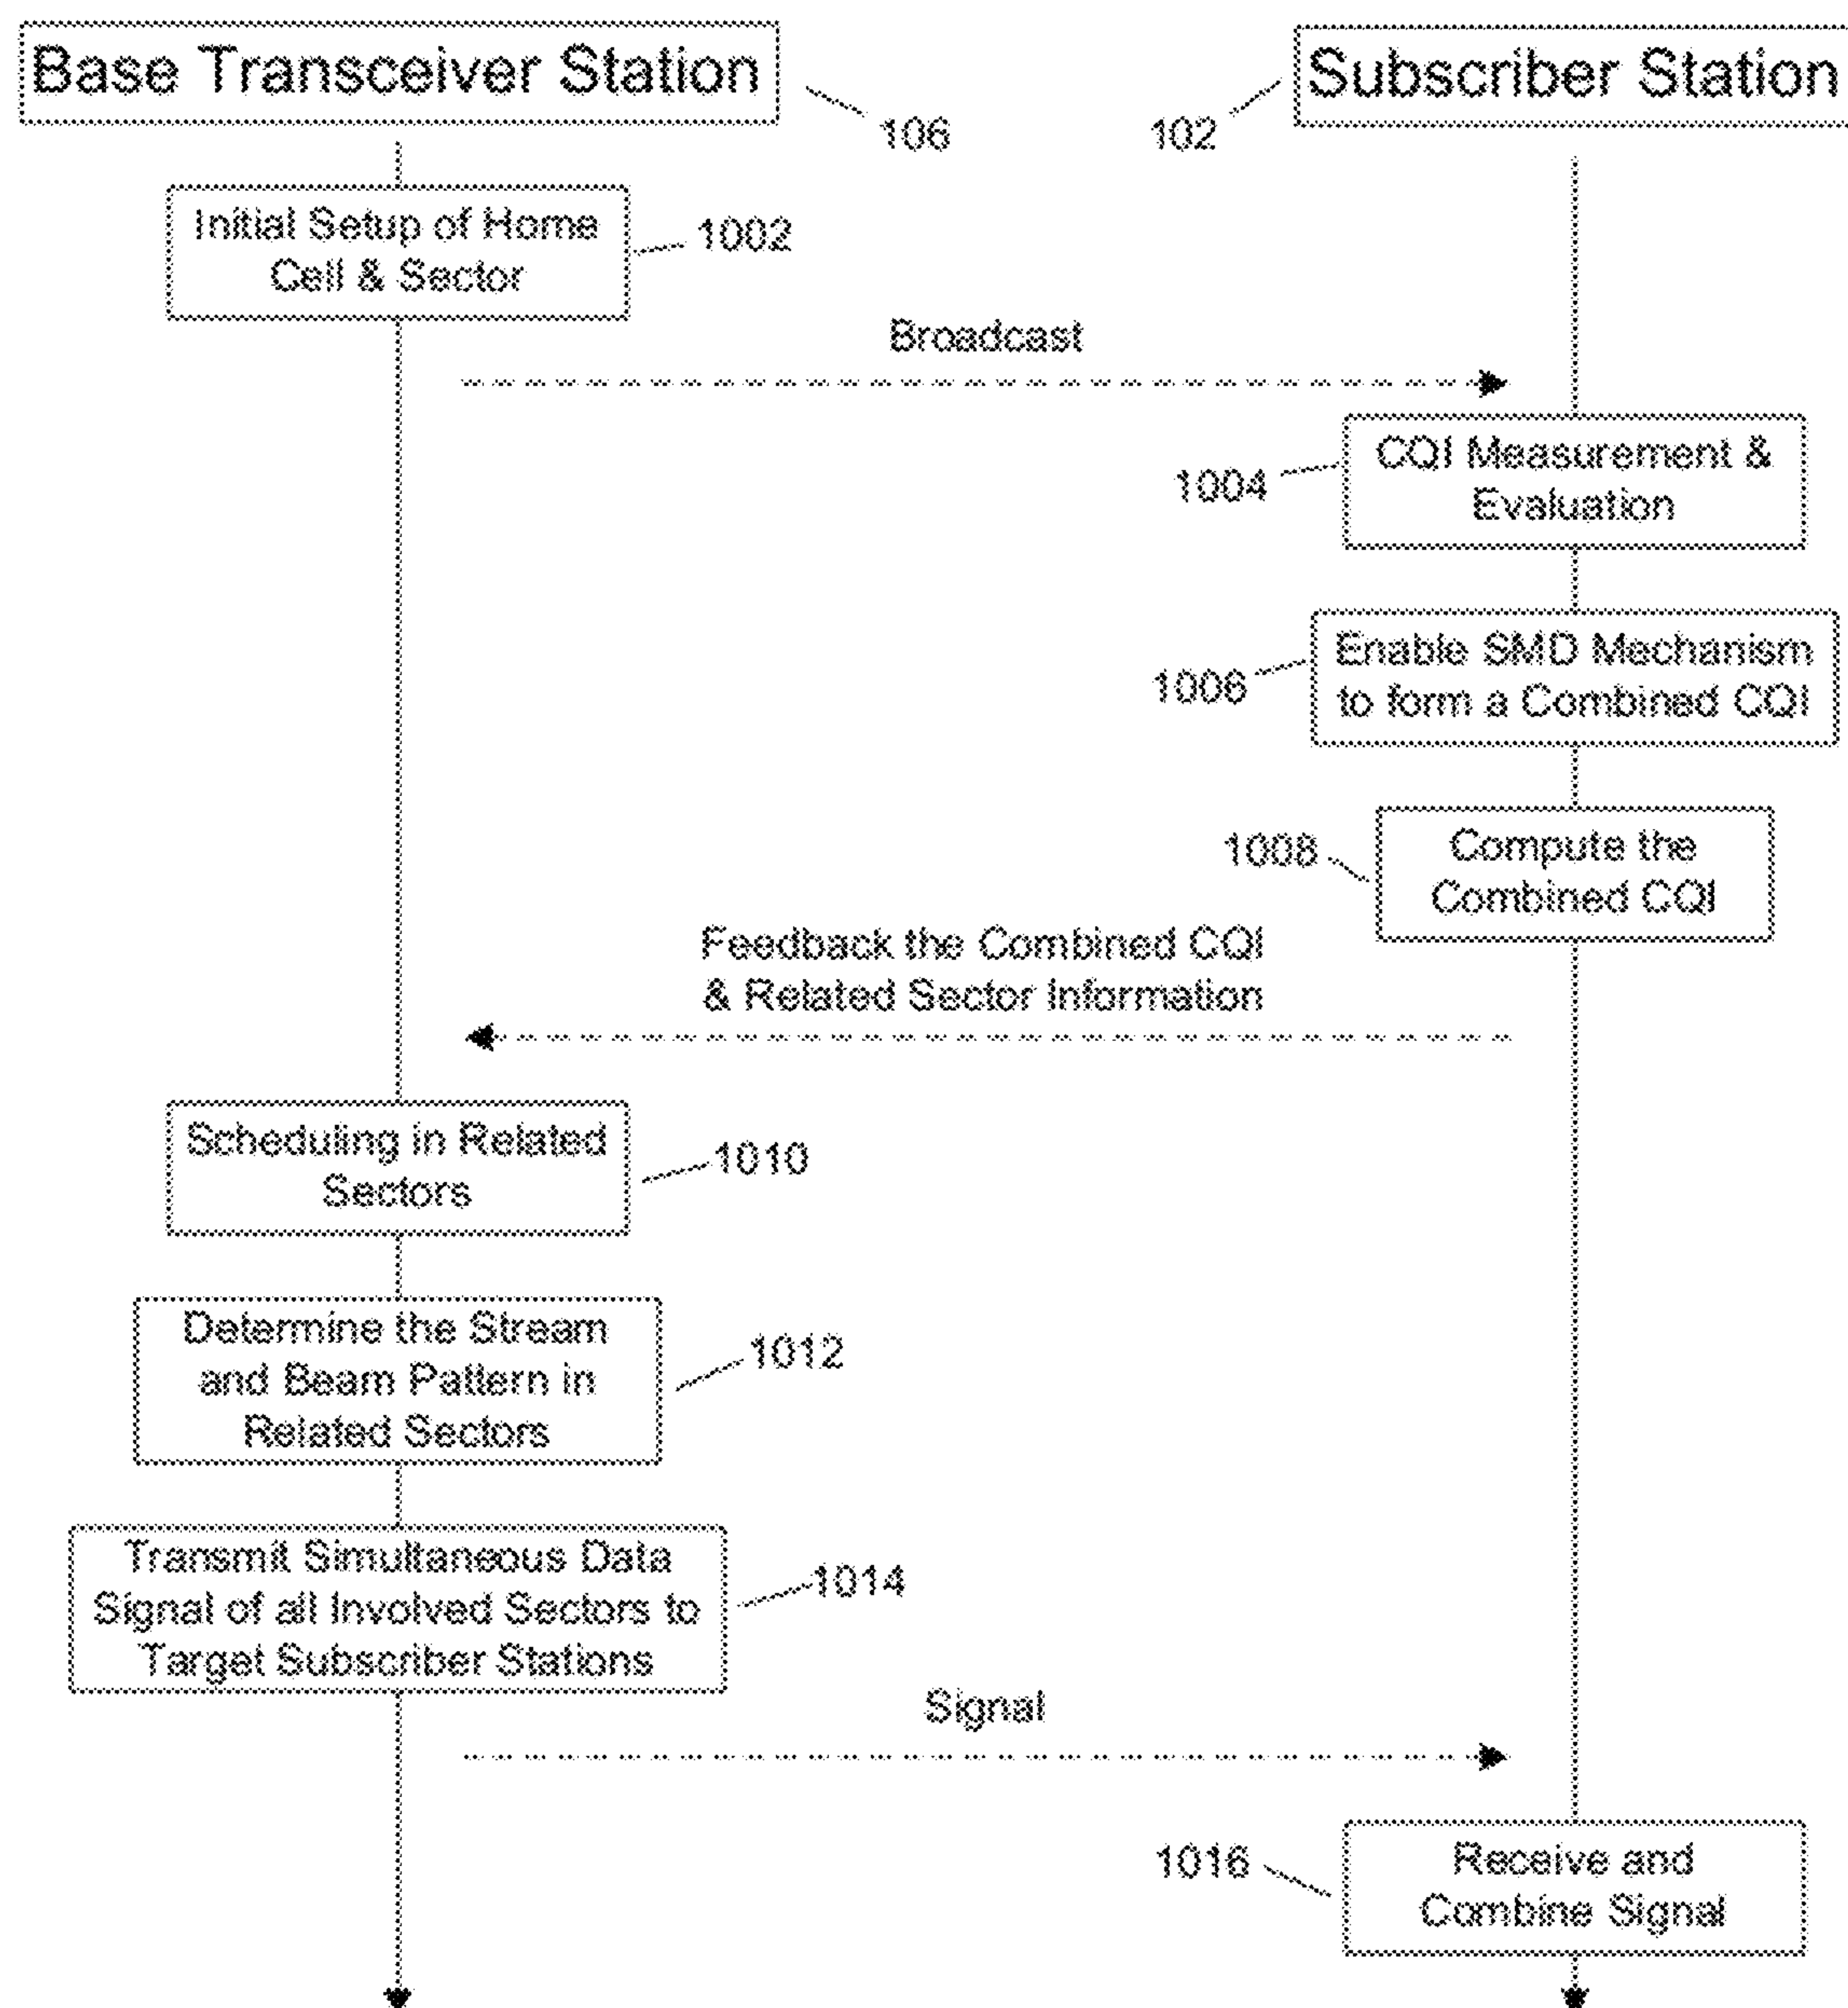 Base Transceiver Station
Subscriber Station
106
102
Initial Setup of Home
Cell & Sector
1002
Broadcast
CQI Measurement &
Evaluation
1004
Enable SMD Mechanism
to form a Combined CQI
1006
Compute the
Combined CQI
1008
Feedback the Combined CQI
& Related Sector Information
Scheduling in Related
Sectors
1010
Determine the Stream
and Beam Pattern in
Related Sectors
1012
Transmit Simultaneous Data
Signal of all Involved Sectors to
Target Subscriber Stations
1014
Signal
1016
Receive and
Combine Signal